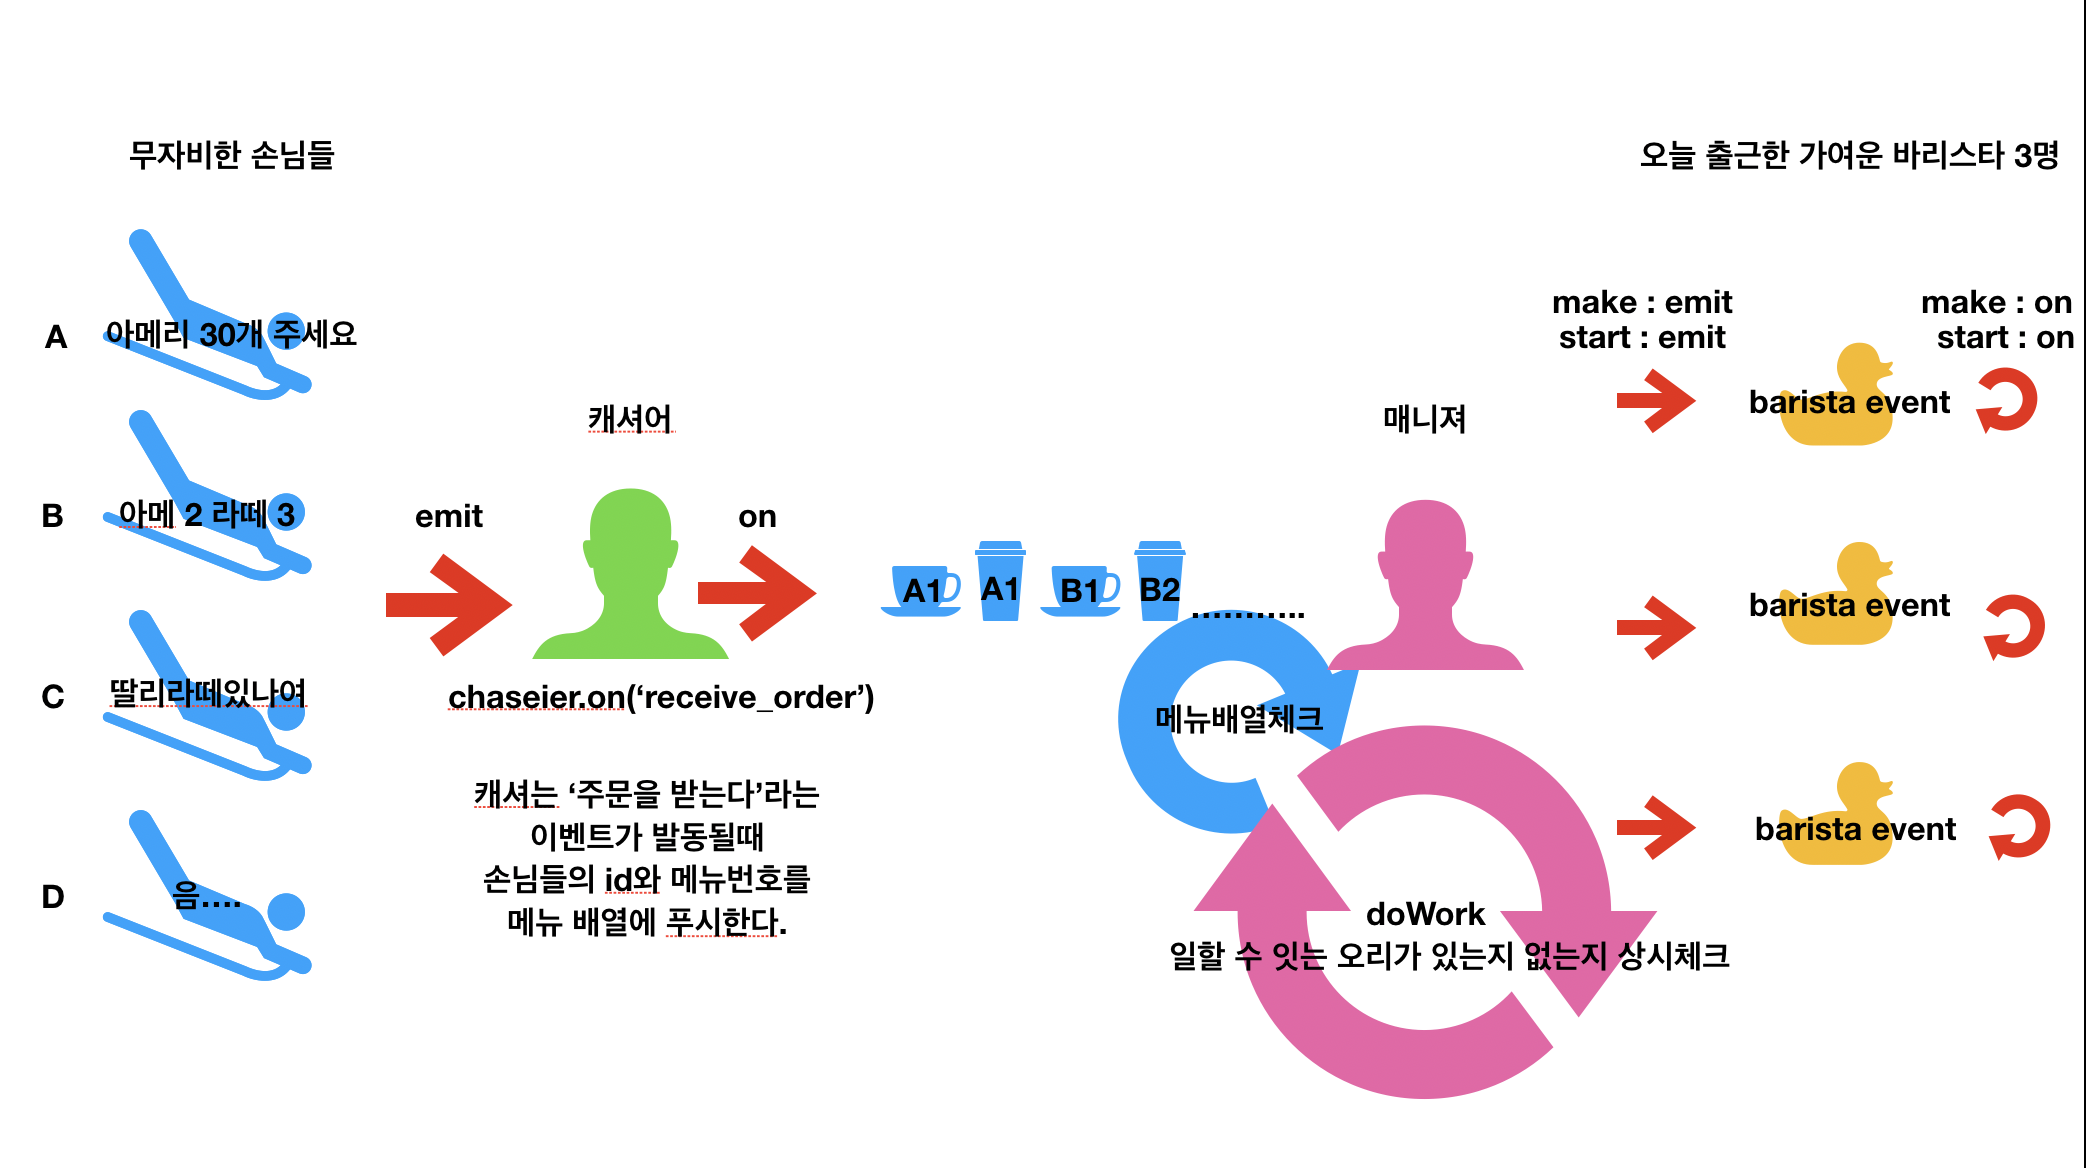 무자비한 손님들
오늘 출근한 가여운 바리스타 3명
A
아메리 30개 주세요
B
아메 2 라떼 3
C
딸리라떼있나여
D
음....
emit
캐셔어
on
chaseier.on(‘receive_order’)
캐셔는 ‘주문을 받는다’라는
이벤트가 발동될때
손님들의 id와 메뉴번호를
메뉴 배열에 푸시한다.
A1
A1
B1
B2
...........
매니져
메뉴배열체크
doWork
일할 수 잇는 오리가 있는지 없는지 상시체크
make : emit
start : emit
make : on
start : on
barista event
barista event
barista event